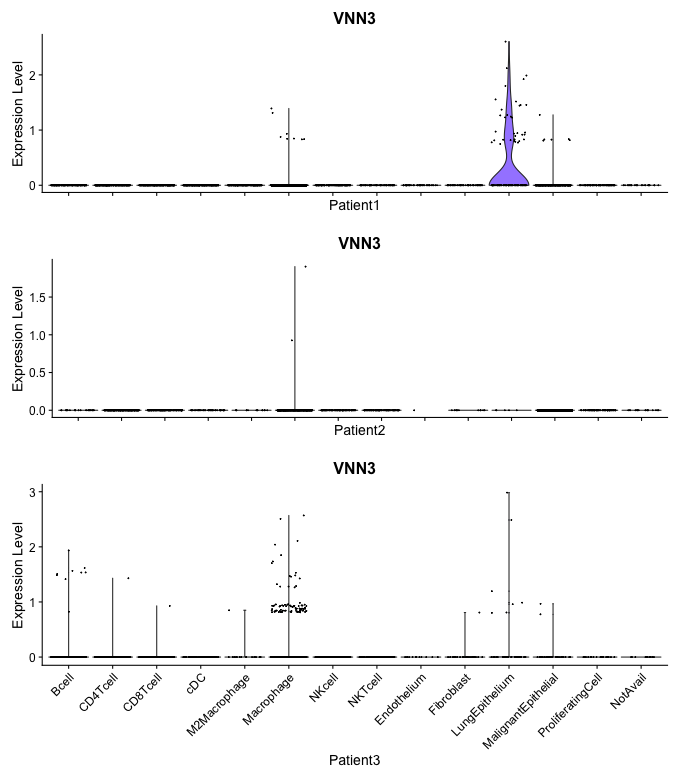 VNN3
Expression Level
2
1
0
Patient1
VNN3
Expression Level
1.5
1.0
0.5
0.0
Patient2
VNN3
Expression Level
3
2
1
0
Bcell
CD4Tcell
CD8Tcell
cDC
M2Macrophage
Macrophage
NKcell
NKTcell
Endothelium
Fibroblast
LungEpithelium
MalignantEpithelial
ProliferatingCell
NotAvail
Patient3